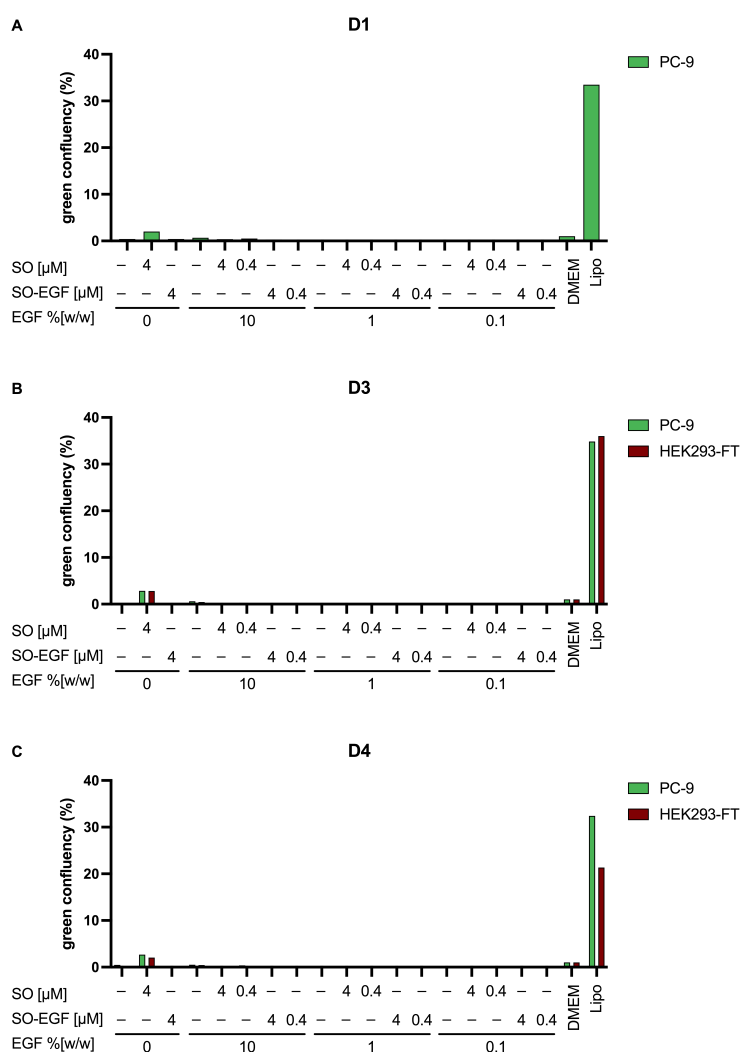 A D1
40
30
20
10
0
green confluency (%)
PC-9
SO [µM] – 4 – – 4 0.4 – – – 4 0.4 – – – 4 0.4 – –
SO-EGF [µM] – – 4 – – – 4 0.4 – – – 4 0.4 – – – 4 0.4
EGF %[w/w] 0 10 1 0.1
DMEM
Lipo
B D3
40
30
20
10
0
green confluency (%)
PC-9
HEK293-FT
SO [µM] – 4 – – 4 0.4 – – – 4 0.4 – – – 4 0.4 – –
SO-EGF [µM] – – 4 – – – 4 0.4 – – – 4 0.4 – – – 4 0.4
EGF %[w/w] 0 10 1 0.1
DMEM
Lipo
C D4
40
30
20
10
0
green confluency (%)
PC-9
HEK293-FT
SO [µM] – 4 – – 4 0.4 – – – 4 0.4 – – – 4 0.4 – –
SO-EGF [µM] – – 4 – – – 4 0.4 – – – 4 0.4 – – – 4 0.4
EGF %[w/w] 0 10 1 0.1
DMEM
Lipo